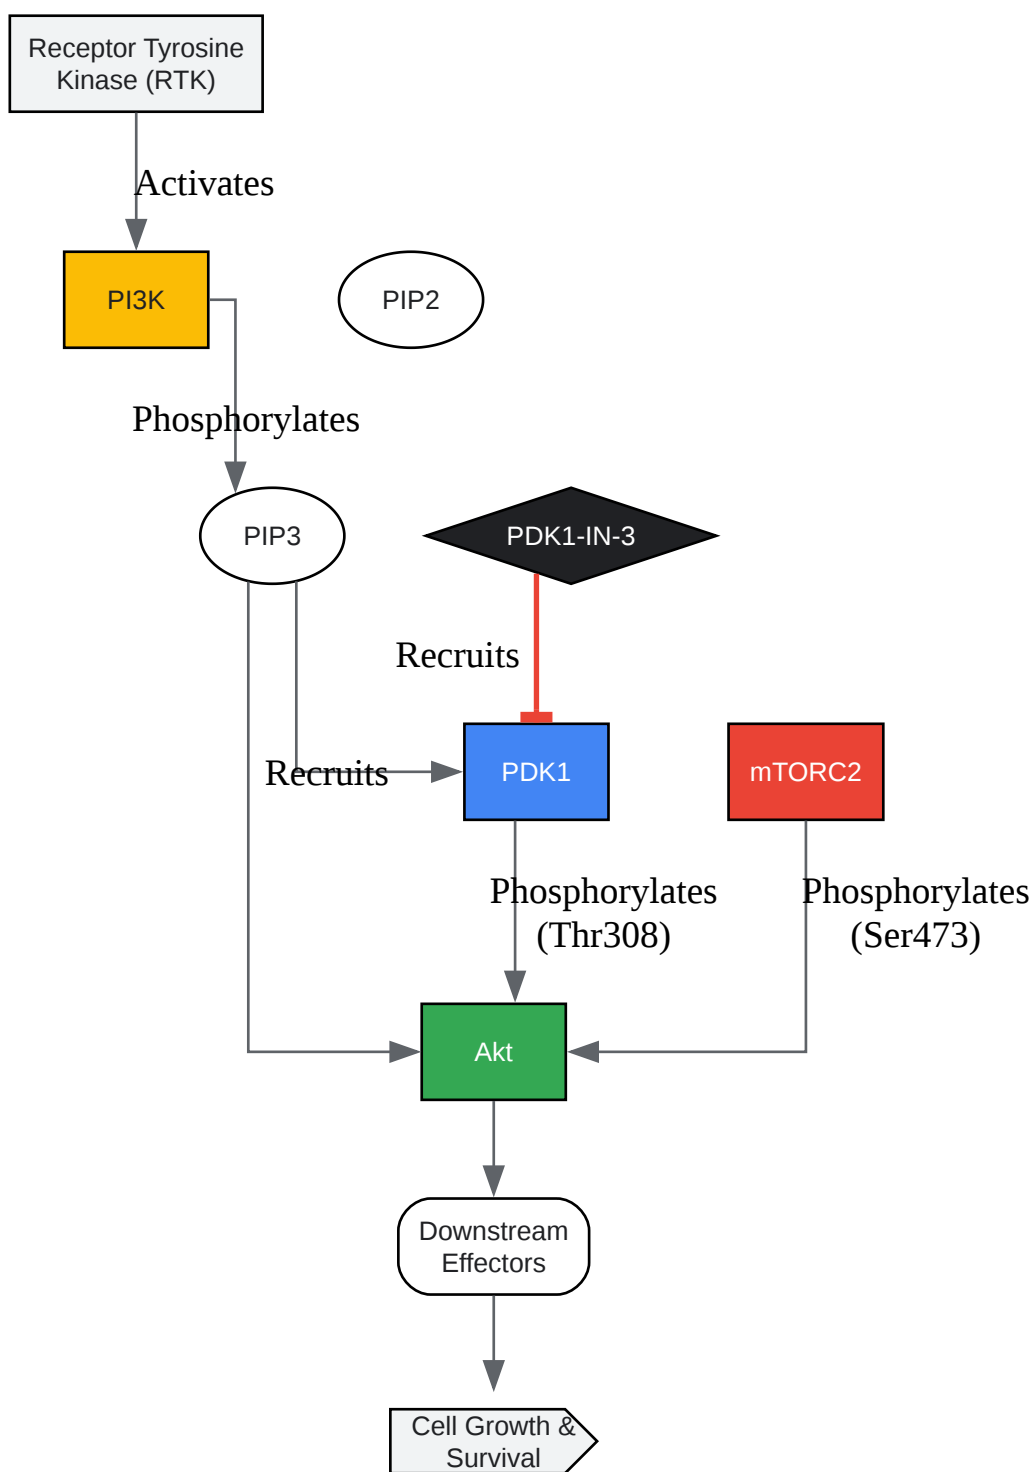 Receptor Tyrosine
Kinase (RTK)
Activates
PI3K
PIP2
Phosphorylates
PIP3
PDK1-IN-3
Recruits
Recruits
PDK1
mTORC2
Phosphorylates
(Thr308)
Phosphorylates
(Ser473)
Akt
Downstream
Effectors
Cell Growth &
Survival